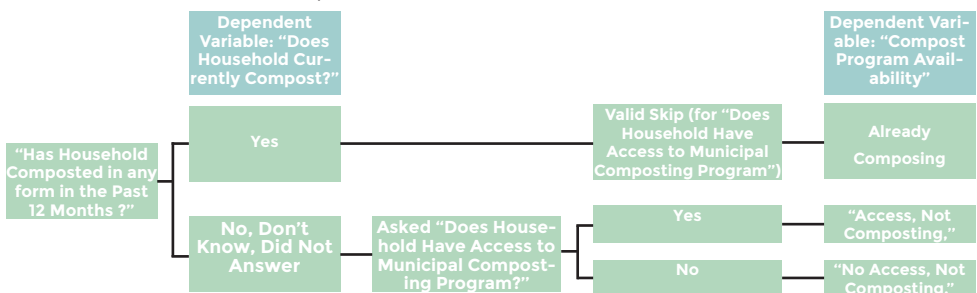 Dependent
Variable: “Does
Household Cur-
rently Compost?”
Dependent Vari-
able: “Compost
Program Avail-
ability”
“Has Household
Composted in any
form in the Past
12 Months ?”
Yes
Valid Skip (for “Does
Household Have
Access to Municipal
Composting Program”)
Already
Composing
No, Don’t
Know, Did Not
Answer
Asked “Does House-
hold Have Access to
Municipal Compost-
ing Program?”
Yes
“Access, Not
Composting,”
No
“No Access, Not
Composting,”